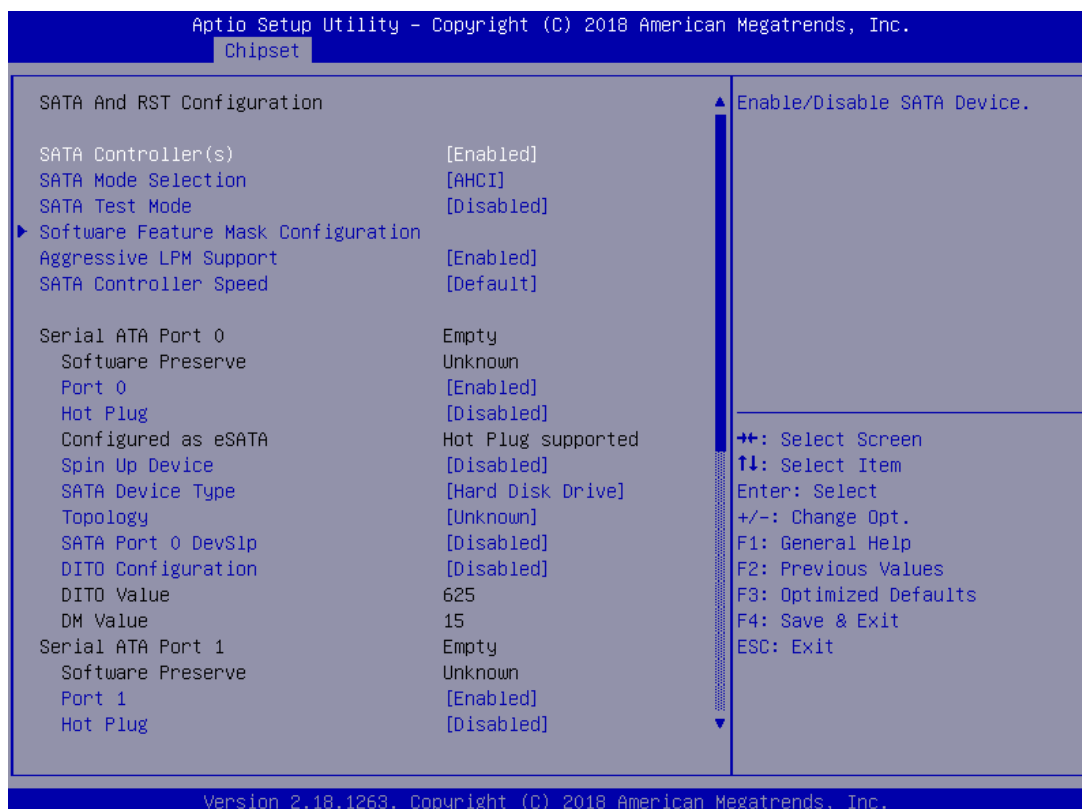 Aptio Setup Utility – Copyright (C) 2018 American Megatrends, Inc.
Chipset
SATA And RST Configuration
SATA Controller(s) [Enabled]
SATA Mode Selection [AHCI]
SATA Test Mode [Disabled]
Software Feature Mask Configuration
Aggressive LPM Support [Enabled]
SATA Controller Speed [Default]
Serial ATA Port 0 Empty
Software Preserve Unknown
Port 0 [Enabled]
Hot Plug [Disabled]
Configured as eSATA Hot Plug supported
Spin Up Device [Disabled]
SATA Device Type [Hard Disk Drive]
Topology [Unknown]
SATA Port 0 DevSlp [Disabled]
DITO Configuration [Disabled]
DITO Value 625
DM Value 15
Serial ATA Port 1 Empty
Software Preserve Unknown
Port 1 [Enabled]
Hot Plug [Disabled]
Enable/Disable SATA Device.
→←: Select Screen
↑↓: Select Item
Enter: Select
+/-: Change Opt.
F1: General Help
F2: Previous Values
F3: Optimized Defaults
F4: Save & Exit
ESC: Exit
Version 2.18.1263. Copyright (C) 2018 American Megatrends, Inc.